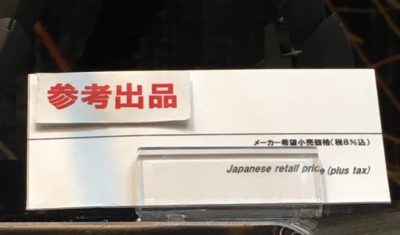 参考出品
メーカー希望小売価格(税8%込)
Japanese retail price (plus tax)